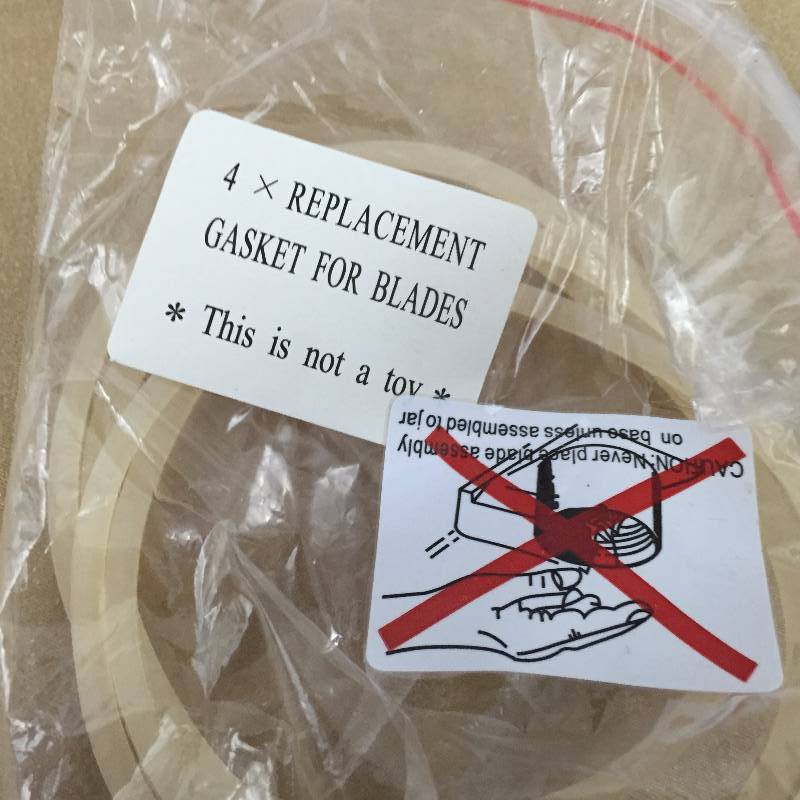 4 × REPLACEMENT
GASKET FOR BLADES
* This is not a toy *
CAUTION: Never place blade assembly
on base unless assembled to jar